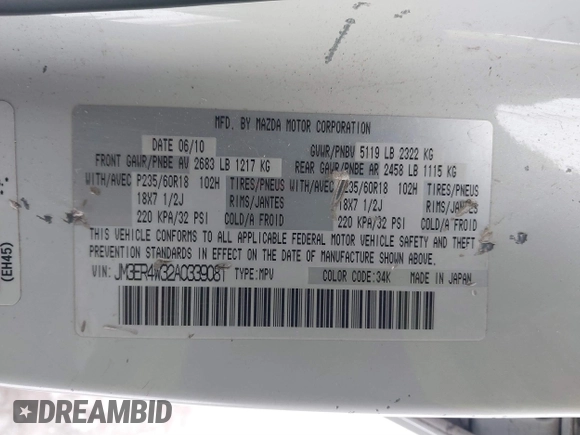 MFD. BY MAZDA MOTOR CORPORATION
DATE 06/10 GVWR/PNBV 5119 LB 2322 KG
FRONT GAWR/PNBE AV 2683 LB 1217 KG REAR GAWR/PNBE AR 2458 LB 1115 KG
WITH/AVEC P235/60R18 102H TIRES/PNEUS WITH/AVEC P235/60R18 102H TIRES/PNEUS
18X7 1/2J RIMS/JANTES 18X7 1/2J RIMS/JANTES
220 KPA/32 PSI COLD/A FROID 220 KPA/32 PSI COLD/A FROID
THIS VEHICLE CONFORMS TO ALL APPLICABLE FEDERAL MOTOR VEHICLE SAFETY AND THEFT
PREVENTION STANDARDS IN EFFECT ON THE DATE OF MANUFACTURE SHOWN ABOVE.
VIN: JM3ER4W32A0339081 TYPE: MPV COLOR CODE: 34K MADE IN JAPAN
(EH45)
DREAMBID